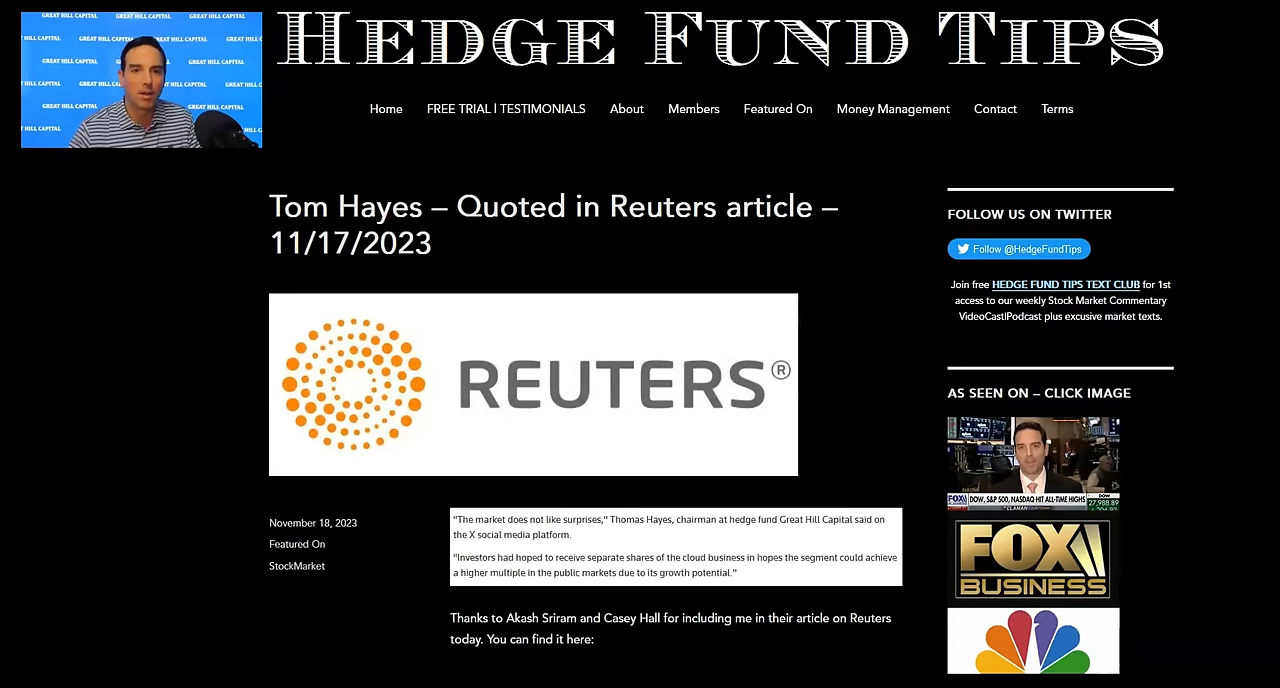 GREAT HILL CAPITAL
HEDGE FUND TIPS
Home
FREE TRIAL | TESTIMONIALS
About
Members
Featured On
Money Management
Contact
Terms
Tom Hayes – Quoted in Reuters article –
11/17/2023
REUTERS®
November 18, 2023
Featured On
StockMarket
"The market does not like surprises," Thomas Hayes, chairman at hedge fund Great Hill Capital said on
the X social media platform.
"Investors had hoped to receive separate shares of the cloud business in hopes the segment could achieve
a higher multiple in the public markets due to its growth potential."
Thanks to Akash Sriram and Casey Hall for including me in their article on Reuters
today. You can find it here:
FOLLOW US ON TWITTER
Follow @HedgeFundTips
Join free HEDGE FUND TIPS TEXT CLUB for 1st
access to our weekly Stock Market Commentary
VideoCast|Podcast plus excusive market texts.
AS SEEN ON – CLICK IMAGE
DOW, S&P 500, NASDAQ HIT ALL-TIME HIGHS
DOW
27,988.89
FOX
BUSINESS